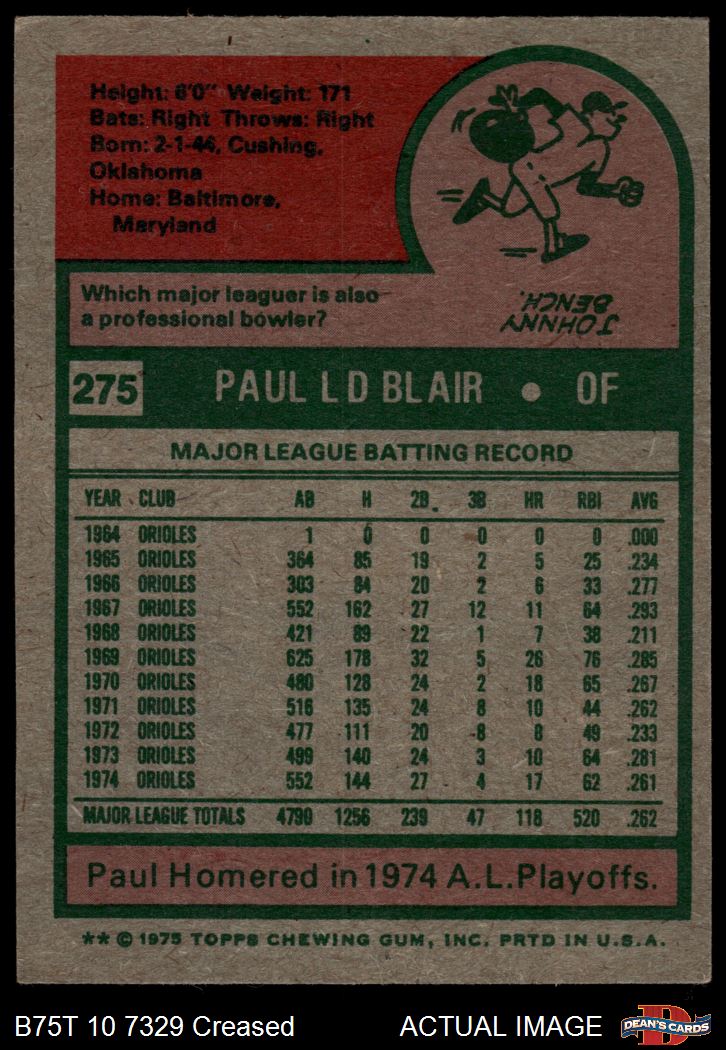 Height: 6'0" Weight: 171
Bats: Right Throws: Right
Born: 2-1-44, Cushing,
Oklahoma
Home: Baltimore,
Maryland
Which major leaguer is also
a professional bowler?
JOHNNY
BENCH.
275 PAUL L D BLAIR • OF
MAJOR LEAGUE BATTING RECORD
YEAR CLUB AB H 2B 3B HR RBI AVG
1964 ORIOLES 1 0 0 0 0 0 .000
1965 ORIOLES 364 85 19 2 5 25 .234
1966 ORIOLES 303 84 20 2 6 33 .277
1967 ORIOLES 552 162 27 12 11 64 .293
1968 ORIOLES 421 89 22 1 7 38 .211
1969 ORIOLES 625 178 32 5 26 76 .285
1970 ORIOLES 480 128 24 2 18 65 .267
1971 ORIOLES 516 135 24 8 10 44 .262
1972 ORIOLES 477 111 20 8 8 49 .233
1973 ORIOLES 499 140 24 3 10 64 .281
1974 ORIOLES 552 144 27 4 17 62 .261
MAJOR LEAGUE TOTALS 4790 1256 239 47 118 520 .262
Paul Homered in 1974 A.L.Playoffs.
** © 1975 TOPPS CHEWING GUM, INC. PRTD IN U.S.A.
B75T 10 7329 Creased ACTUAL IMAGE
D
DEAN'S CARDS